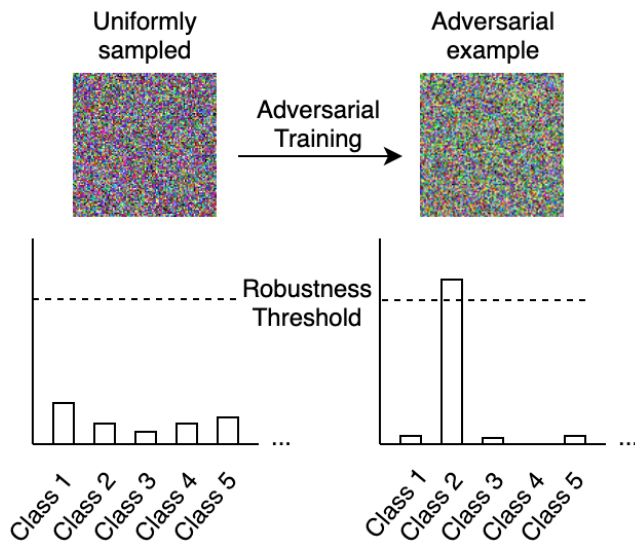 Uniformly
sampled
Adversarial
example
Adversarial
Training
Robustness
Threshold
Class 1
Class 2
Class 3
Class 4
Class 5
...
Class 1
Class 2
Class 3
Class 4
Class 5
...